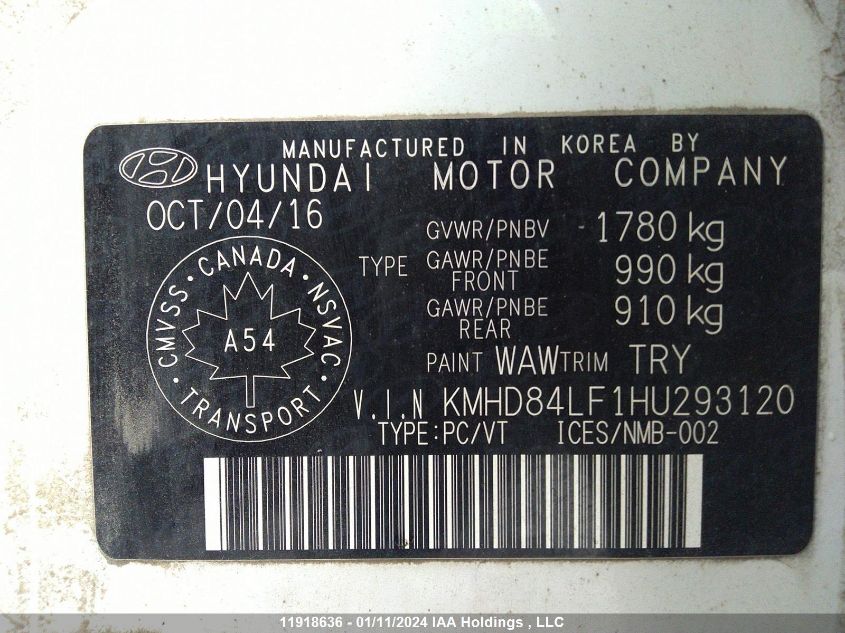 MANUFACTURED IN KOREA BY
HYUNDAI MOTOR COMPANY
OCT/04/16
GVWR/PNBV - 1780 kg
TYPE GAWR/PNBE FRONT 990 kg
GAWR/PNBE REAR 910 kg
CANADA
CMVSS · NSVAC
A54
TRANSPORT
PAINT WAW TRIM TRY
V.I.N KMHD84LF1HU293120
TYPE:PC/VT ICES/NMB-002
11918636 - 01/11/2024 IAA Holdings , LLC